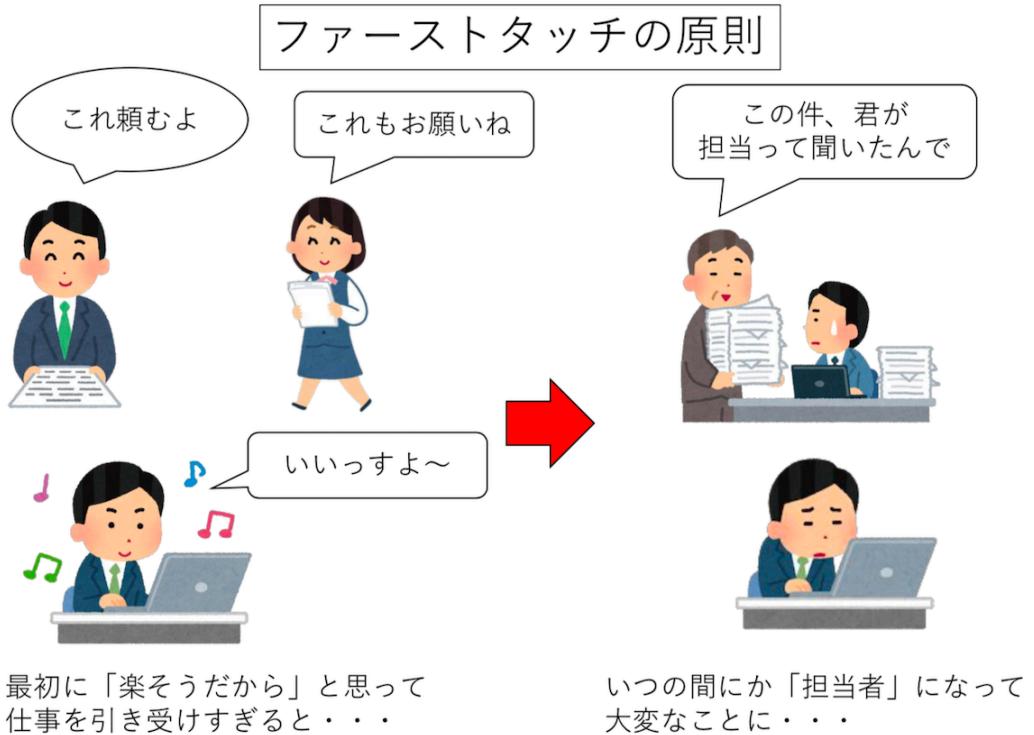 ファーストタッチの原則
これ頼むよ
これもお願いね
いいっすよ～
この件、君が
担当って聞いたんで
最初に「楽そうだから」と思って
仕事を引き受けすぎると・・・
いつの間にか「担当者」になって
大変なことに・・・